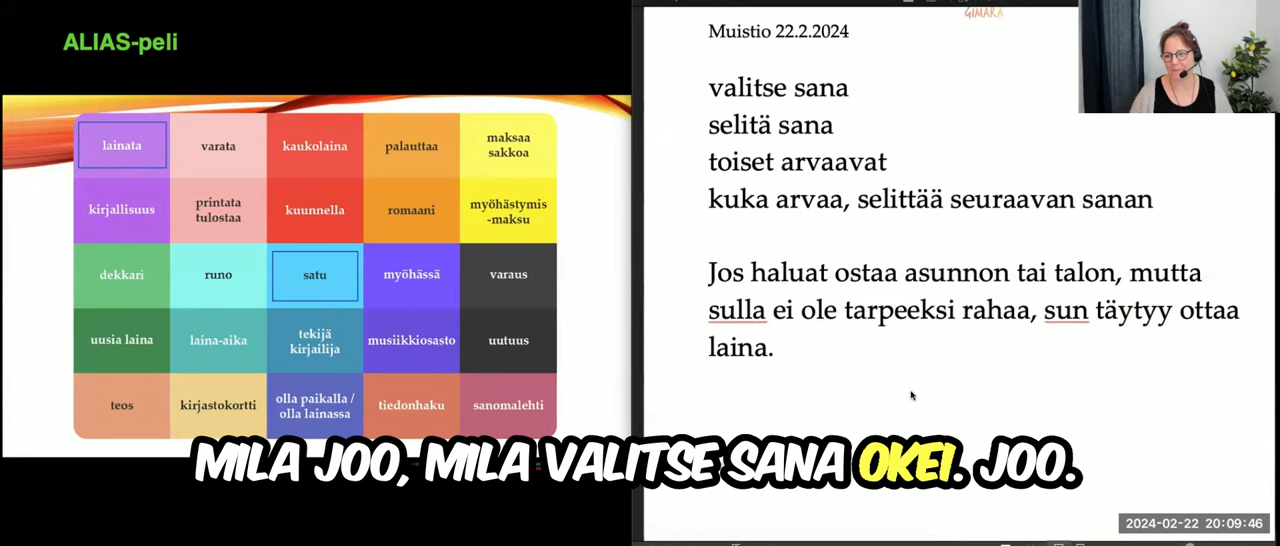 ALIAS-peli
lainata
varata
kaukolaina
palauttaa
maksaa
sakkoa
kirjallisuus
printata
tulostaa
kuunnella
romaani
myöhästymis
-maksu
dekkari
runo
satu
myöhässä
varaus
uusia laina
laina-aika
tekijä
kirjailija
musiikkiosasto
uutuus
teos
kirjastokortti
olla paikalla /
olla lainassa
tiedonhaku
sanomalehti
GIMARA
Muistio 22.2.2024
valitse sana
selitä sana
toiset arvaavat
kuka arvaa, selittää seuraavan sanan
Jos haluat ostaa asunnon tai talon, mutta
sulla ei ole tarpeeksi rahaa, sun täytyy ottaa
laina.
MILA JOO, MILA VALITSE SANA OKEI. JOO.
2024-02-22 20:09:46